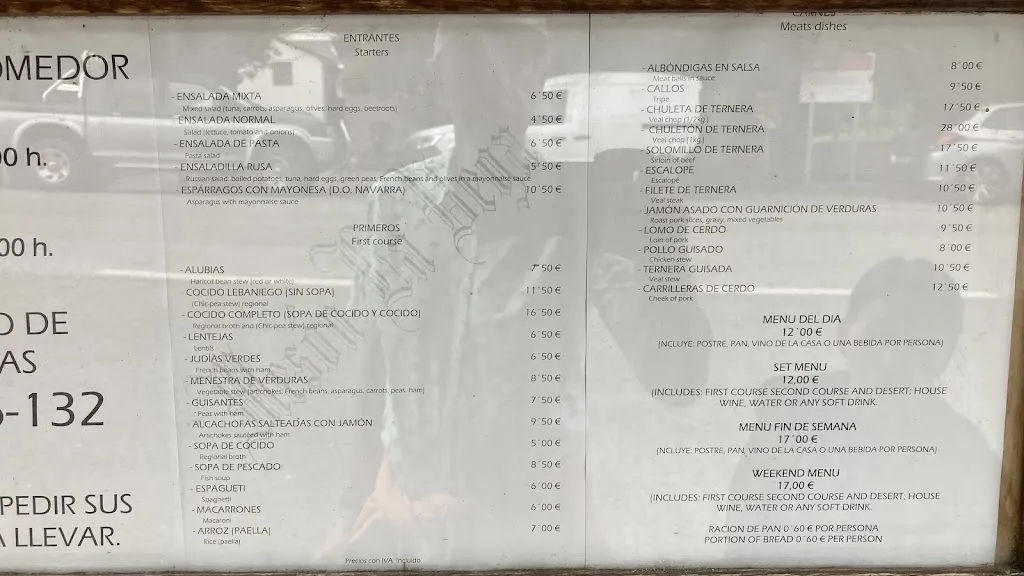 OMEDOR
00 h.
00 h.
O DE
AS
-132
PEDIR SUS
A LLEVAR.
ENTRANTES
Starters
- ENSALADA MIXTA 6´50 €
Mixed salad (tuna, carrots, asparagus, olives, hard eggs, beetroots)
ENSALADA NORMAL 4´50 €
Salad (lettuce, tomato and onions)
- ENSALADA DE PASTA 6´50 €
Pasta salad
- ENSALADILLA RUSA 5´50 €
Russian salad: boiled potatoes, tuna, hard eggs, green peas, French beans and olives in a mayonnaise sauce
- ESPÁRRAGOS CON MAYONESA (D.O. NAVARRA) 10´50 €
Asparagus with mayonnaise sauce
PRIMEROS
First course
- ALUBIAS 7´50 €
Haricot bean stew (red or white)
- COCIDO LEBANIEGO (SIN SOPA) 11´50 €
(Chic-pea stew) regional
- COCIDO COMPLETO (SOPA DE COCIDO Y COCIDO) 16´50 €
Regional broth and (Chic-pea stew) regional
- LENTEJAS 6´50 €
Lentils
- JUDÍAS VERDES 6´50 €
French beans with ham
- MENESTRA DE VERDURAS 8´50 €
Vegetable stew (artichokes, French beans, asparagus, carrots, peas, ham)
- GUISANTES 7´50 €
Peas with ham
- ALCACHOFAS SALTEADAS CON JAMÓN 9´50 €
Artichokes sauteed with ham
- SOPA DE COCIDO 5´00 €
Regional broth
- SOPA DE PESCADO 8´50 €
Fish soup
- ESPAGUETI 6´00 €
Spaghetti
- MACARRONES 6´00 €
Macaroni
- ARROZ (PAELLA) 7´00 €
Rice (paella)
Precios con IVA. Incluido
CARNES
Meats dishes
- ALBÓNDIGAS EN SALSA 8´00 €
Meat balls in sauce
- CALLOS 9´50 €
Tripe
- CHULETA DE TERNERA 17´50 €
Veal chop (1/2kg.)
- CHULETÓN DE TERNERA 28´00 €
Veal chop (1kg.)
- SOLOMILLO DE TERNERA 17´50 €
Sirloin of beef
- ESCALOPE 11´50 €
Escalope
- FILETE DE TERNERA 10´50 €
Veal steak
- JAMÓN ASADO CON GUARNICIÓN DE VERDURAS 10´50 €
Roast pork slices, gravy, mixed vegetables
- LOMO DE CERDO 9´50 €
Loin of pork
- POLLO GUISADO 8´00 €
Chicken stew
- TERNERA GUISADA 10´50 €
Veal stew
- CARRILLERAS DE CERDO 12´50 €
Cheek of pork
MENU DEL DIA
12´00 €
(INCLUYE: POSTRE, PAN, VINO DE LA CASA O UNA BEBIDA POR PERSONA)
SET MENU
12,00 €
(INCLUDES: FIRST COURSE SECOND COURSE AND DESERT; HOUSE
WINE, WATER OR ANY SOFT DRINK.
MENU FIN DE SEMANA
17´00 €
(INCLUYE: POSTRE, PAN, VINO DE LA CASA O UNA BEBIDA POR PERSONA)
WEEKEND MENU
17,00 €
(INCLUDES: FIRST COURSE SECOND COURSE AND DESERT; HOUSE
WINE, WATER OR ANY SOFT DRINK.
RACION DE PAN 0´60 € POR PERSONA
PORTION OF BREAD 0´60 € PER PERSON